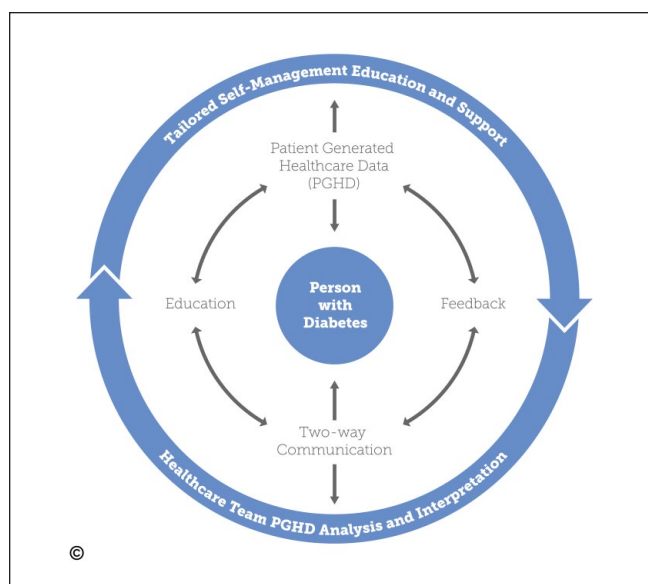 Tailored Self-Management Education and Support
Patient Generated
Healthcare Data
(PGHD)
Education
Person
with
Diabetes
Feedback
Two-way
Communication
Healthcare Team PGHD Analysis and Interpretation
©